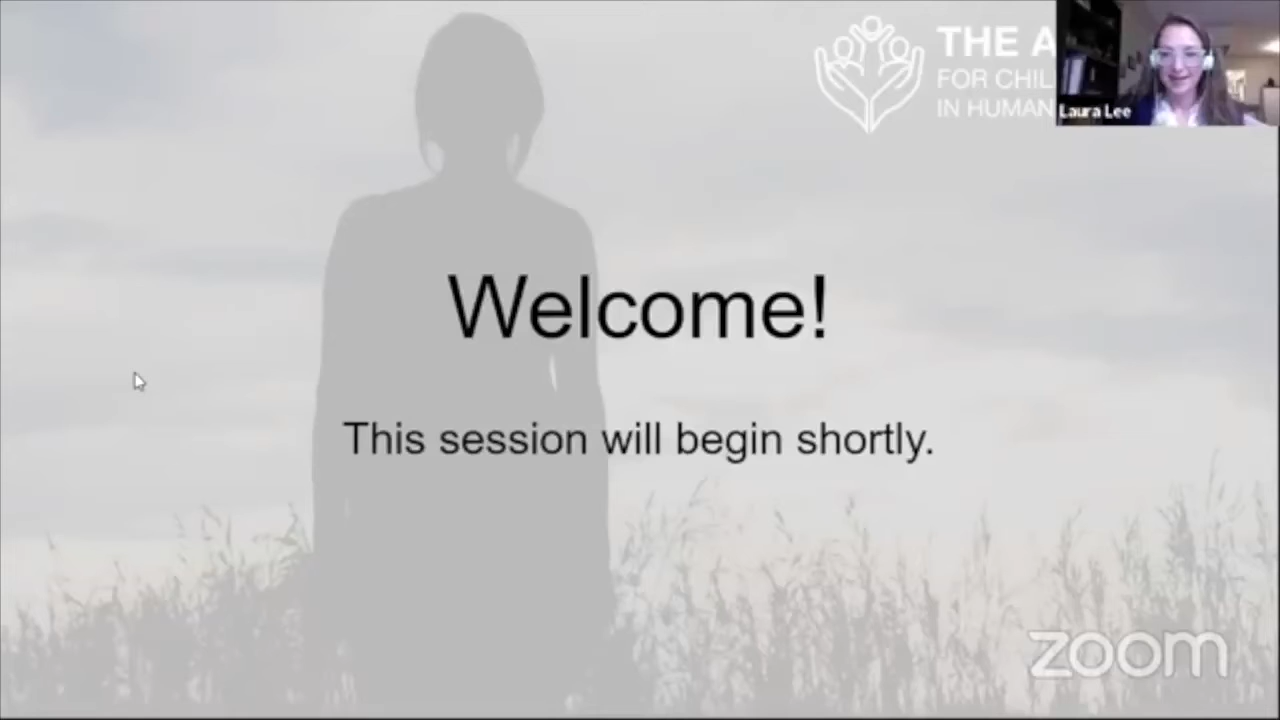 THE A
FOR CHIL
IN HUMAN
Laura Lee
Welcome!
This session will begin shortly.
zoom